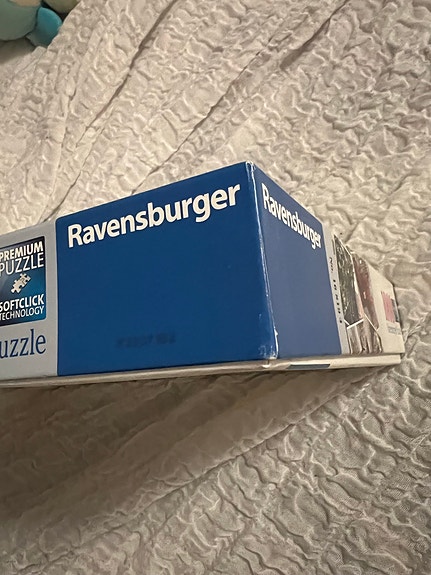 PREMIUM
PUZZLE
SOFTCLICK
TECHNOLOGY
uzzle
Ravensburger
Ravensburger